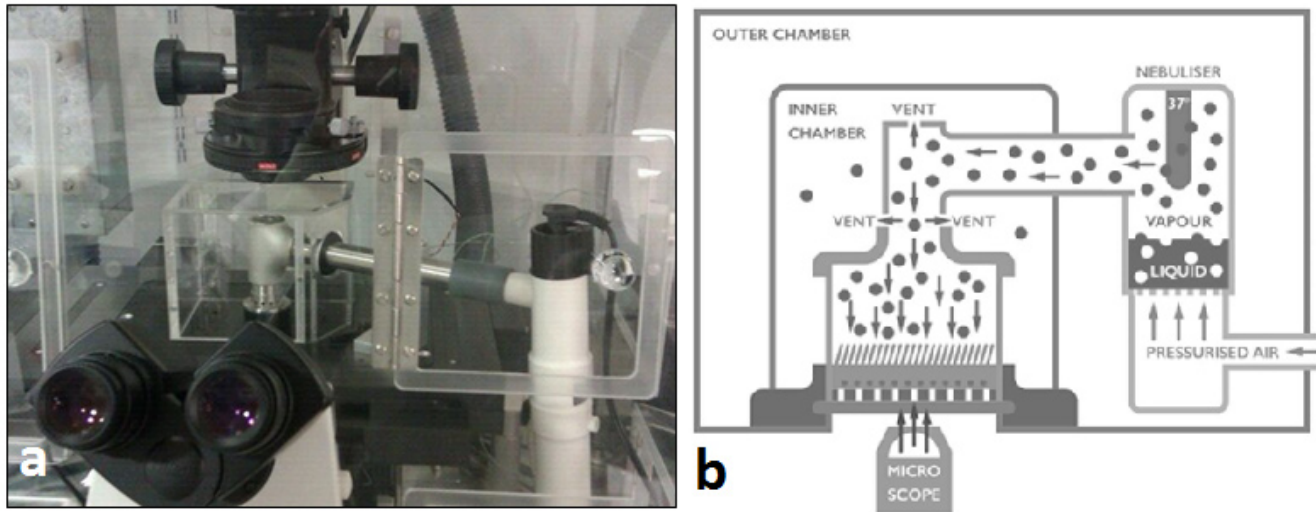 a
OUTER CHAMBER
NEBULISER
37°
INNER
CHAMBER
VENT
VENT
VENT
VAPOUR
LIQUID
PRESSURISED AIR
MICRO
SCOPE
b